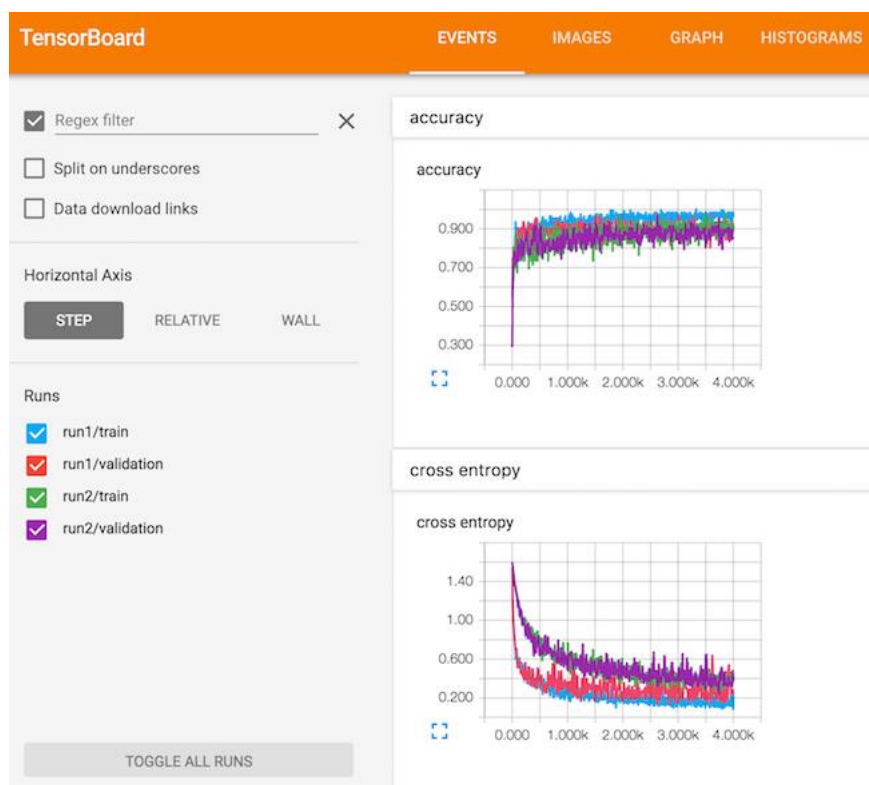 TensorBoard
EVENTS IMAGES GRAPH HISTOGRAMS
Regex filter
Split on underscores
Data download links
Horizontal Axis
STEP RELATIVE WALL
Runs
run1/train
run1/validation
run2/train
run2/validation
TOGGLE ALL RUNS
accuracy
accuracy
0.900
0.700
0.500
0.300
0.000 1.000k 2.000k 3.000k 4.000k
cross entropy
cross entropy
1.40
1.00
0.600
0.200
0.000 1.000k 2.000k 3.000k 4.000k